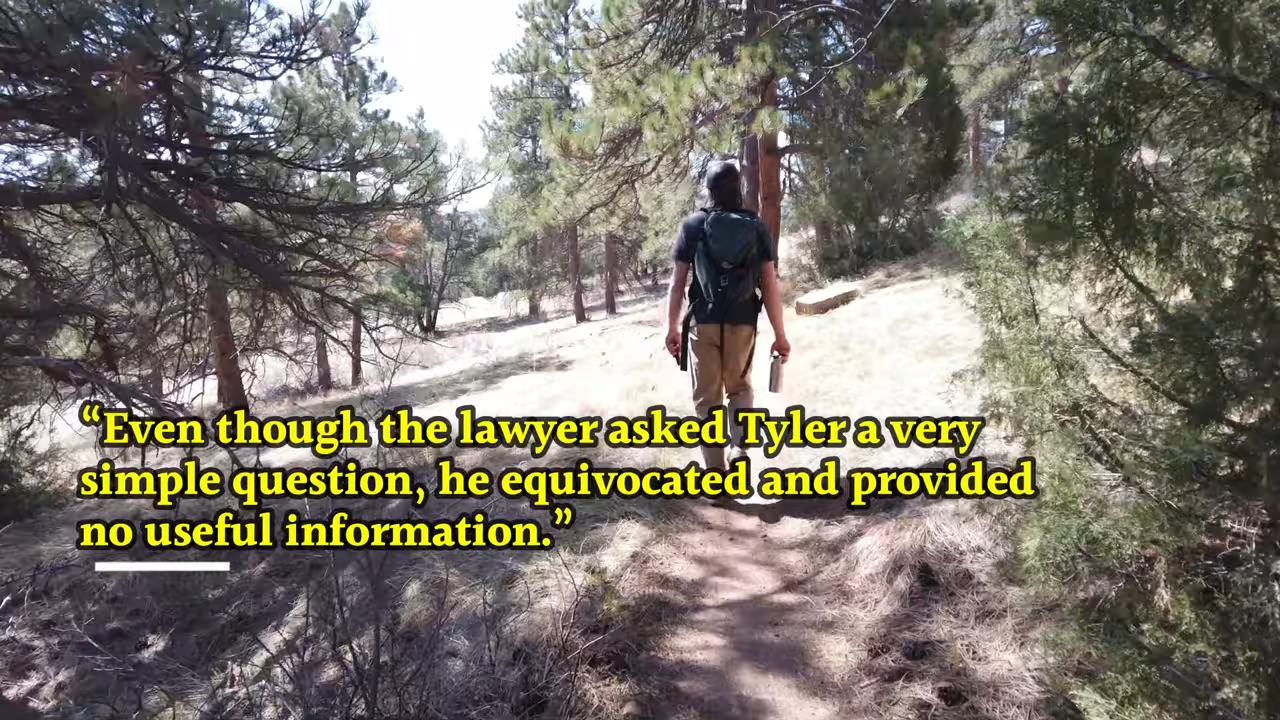 “Even though the lawyer asked Tyler a very
simple question, he equivocated and provided
no useful information.”